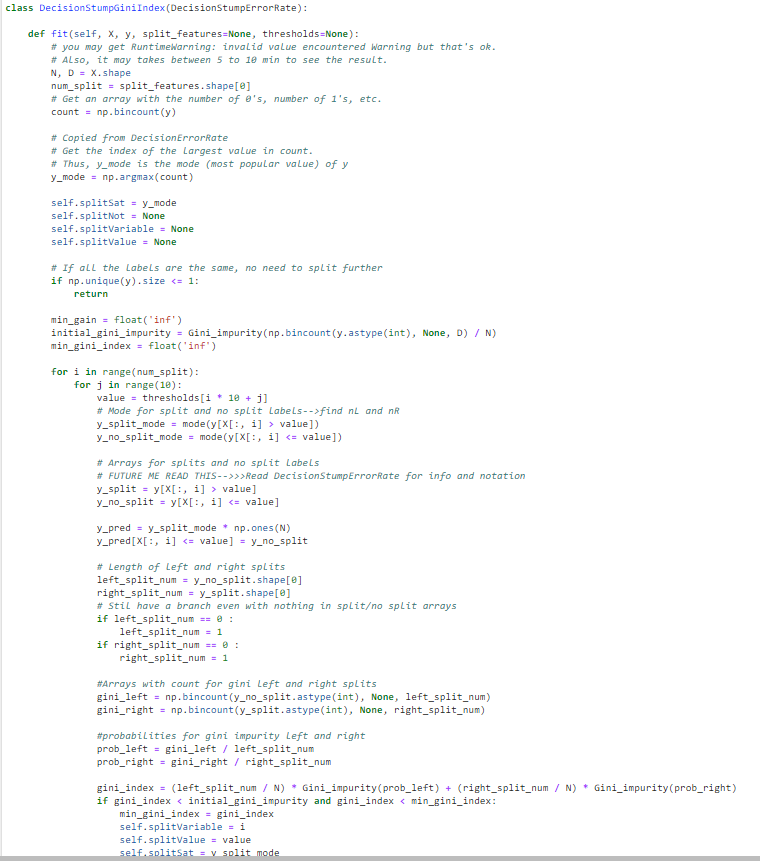 class DecisionStumpGiniIndex(DecisionStumpErrorRate):
def fit(self, X, y, split_features=None, thresholds=None):
# you may get RuntimeWarning: invalid value encountered Warning but that's ok.
# Also, it may takes between 5 to 10 min to see the result.
N, D = X.shape
num_split = split_features.shape[0]
# Get an array with the number of 0's, number of 1's, etc.
count = np.bincount(y)
# Copied from DecisionErrorRate
# Get the index of the largest value in count.
# Thus, y_mode is the mode (most popular value) of y
y_mode = np.argmax(count)
self.splitSat = y_mode
self.splitNot = None
self.splitVariable = None
self.splitValue = None
# If all the labels are the same, no need to split further
if np.unique(y).size <= 1:
return
min_gain = float('inf')
initial_gini_impurity = Gini_impurity(np.bincount(y.astype(int), None, D) / N)
min_gini_index = float('inf')
for i in range(num_split):
for j in range(10):
value = thresholds[i * 10 + j]
# Mode for split and no split labels-->find nL and nR
y_split_mode = mode(y[X[:, i] > value])
y_no_split_mode = mode(y[X[:, i] <= value])
# Arrays for splits and no split labels
# FUTURE ME READ THIS-->>>Read DecisionStumpErrorRate for info and notation
y_split = y[X[:, i] > value]
y_no_split = y[X[:, i] <= value]
y_pred = y_split_mode * np.ones(N)
y_pred[X[:, i] <= value] = y_no_split
# Length of left and right splits
left_split_num = y_no_split.shape[0]
right_split_num = y_split.shape[0]
# Stil have a branch even with nothing in split/no split arrays
if left_split_num == 0 :
left_split_num = 1
if right_split_num == 0 :
right_split_num = 1
#Arrays with count for gini left and right splits
gini_left = np.bincount(y_no_split.astype(int), None, left_split_num)
gini_right = np.bincount(y_split.astype(int), None, right_split_num)
#probabilities for gini impurity left and right
prob_left = gini_left / left_split_num
prob_right = gini_right / right_split_num
gini_index = (left_split_num / N) * Gini_impurity(prob_left) + (right_split_num / N) * Gini_impurity(prob_right)
if gini_index < initial_gini_impurity and gini_index < min_gini_index:
min_gini_index = gini_index
self.splitVariable = i
self.splitValue = value
self.splitSat = y_split_mode